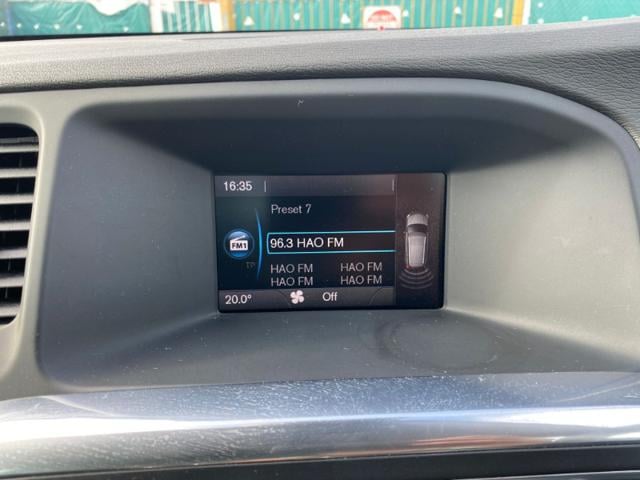 16:35
Preset 7
FM1
96.3 HAO FM
TP
HAO FM HAO FM
HAO FM HAO FM
20.0° Off